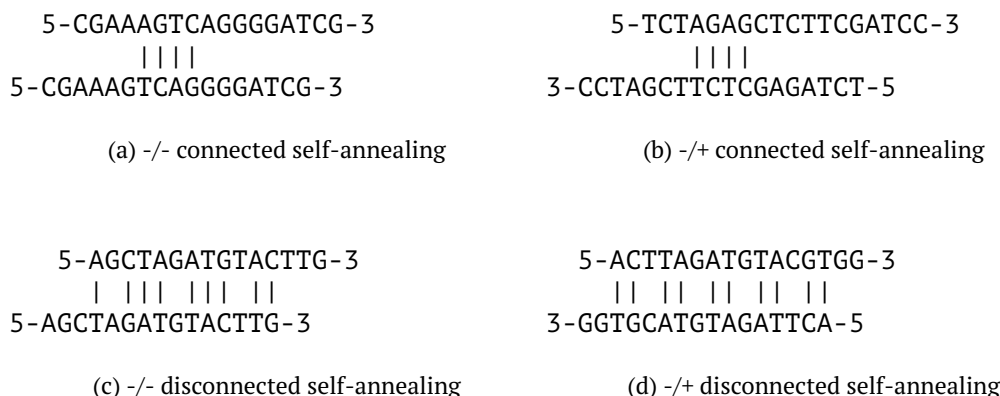 5-CGAAAGTCAGGGGATCG-3
||||
5-CGAAAGTCAGGGGATCG-3
(a) -/- connected self-annealing
5-TCTAGAGCTCTTCGATCC-3
||||
3-CCTAGCTTCTCGAGATCT-5
(b) -/+ connected self-annealing
5-AGCTAGATGTACTTG-3
| ||| ||| ||
5-AGCTAGATGTACTTG-3
(c) -/- disconnected self-annealing
5-ACTTAGATGTACGTGG-3
|| || || || ||
3-GGTGCATGTAGATTCA-5
(d) -/+ disconnected self-annealing